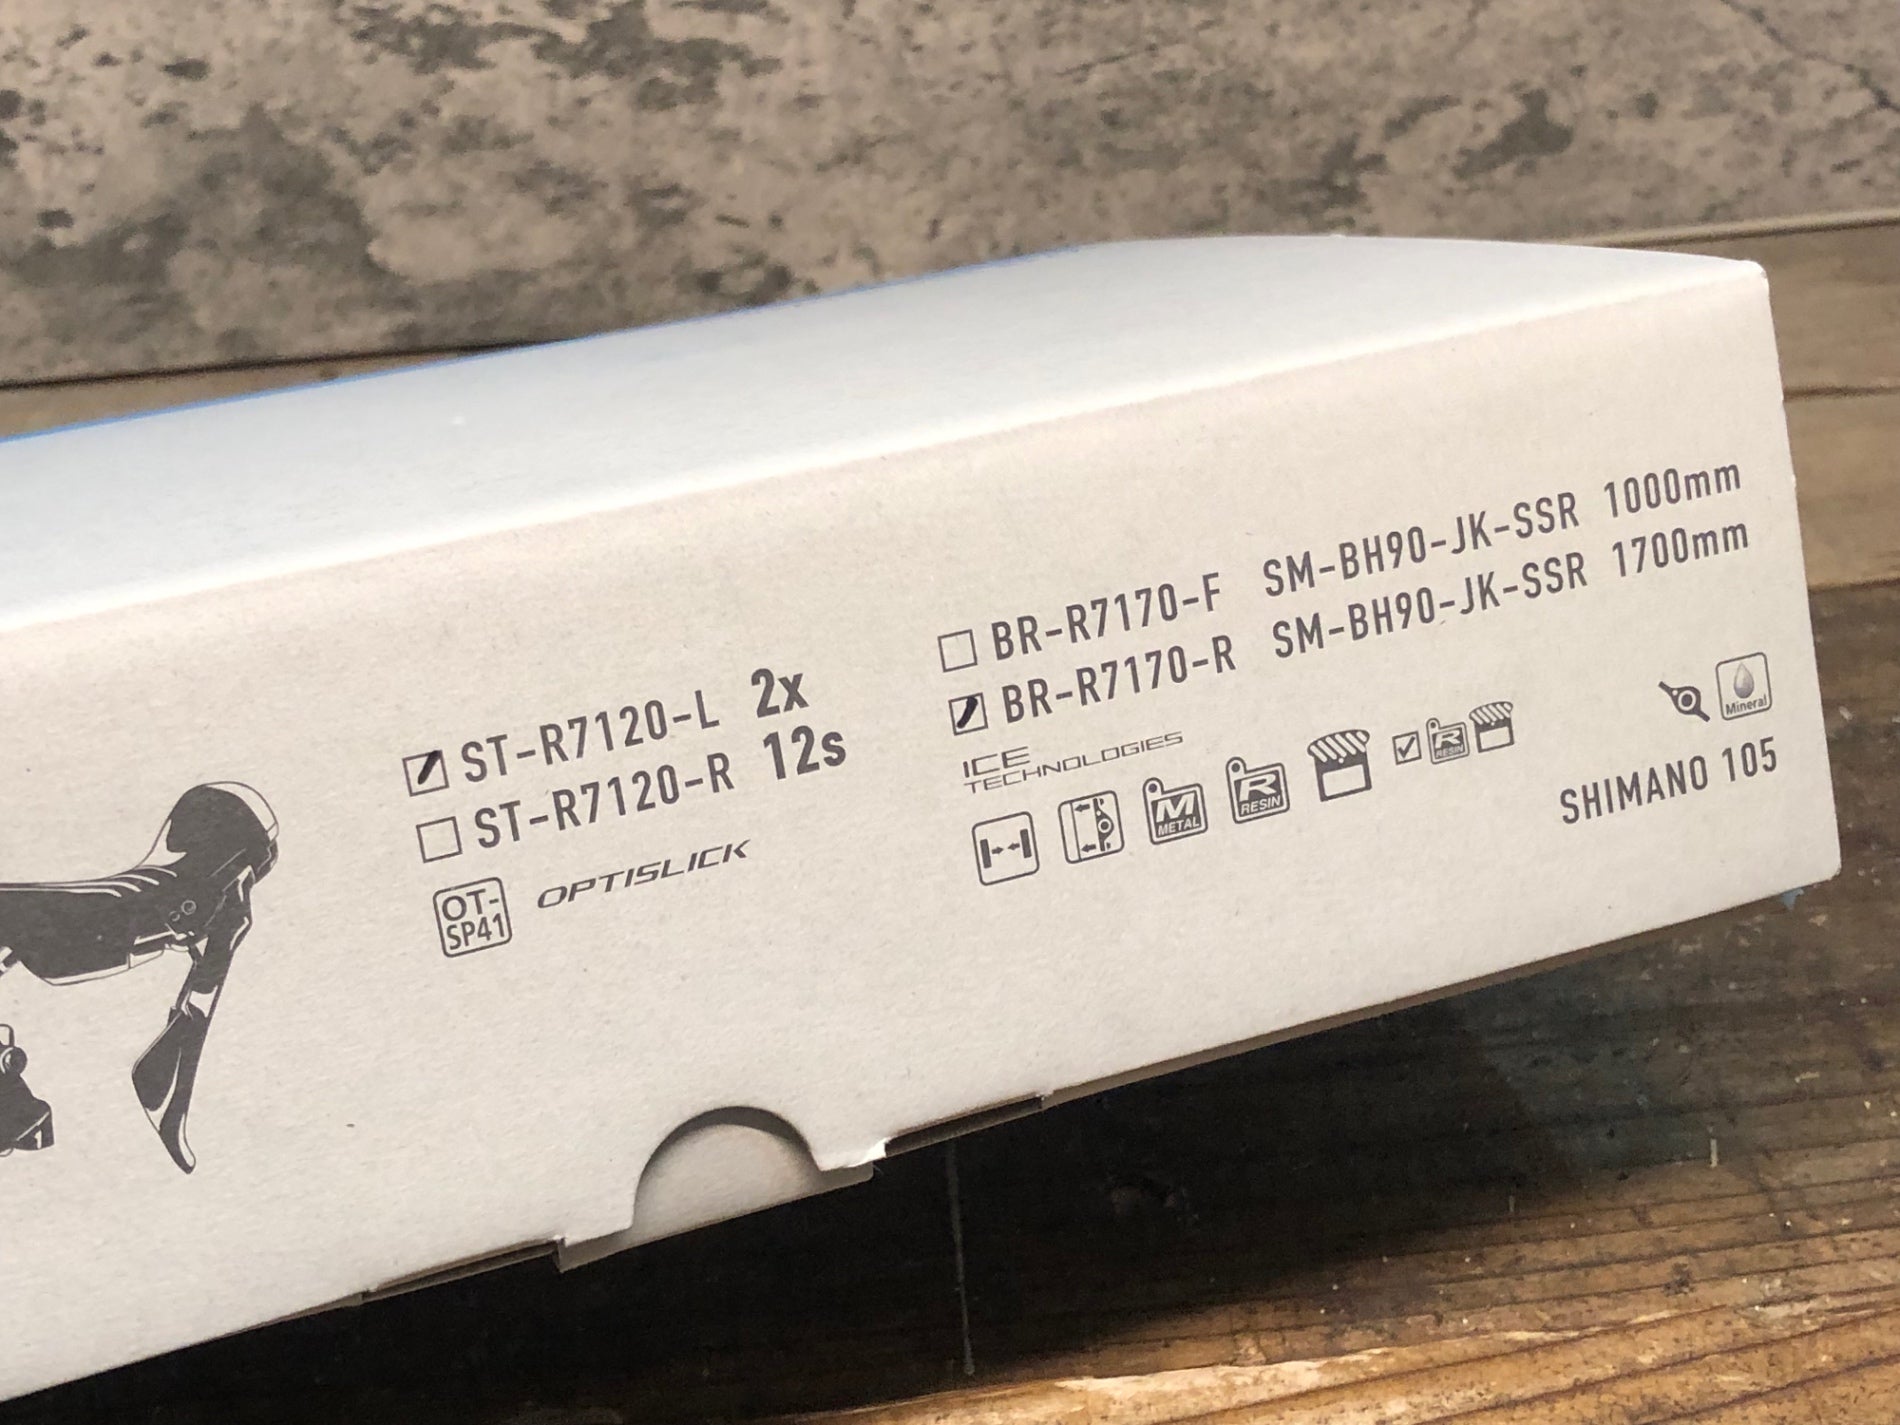 ST-R7120-L 2x
ST-R7120-R 12s
OT-
SP41
OPTISLICK
BR-R7170-F SM-BH90-JK-SSR 1000mm
BR-R7170-R SM-BH90-JK-SSR 1700mm
ICE
TECHNOLOGIES
M
METAL
R
RESIN
R
RESIN
Mineral
SHIMANO 105